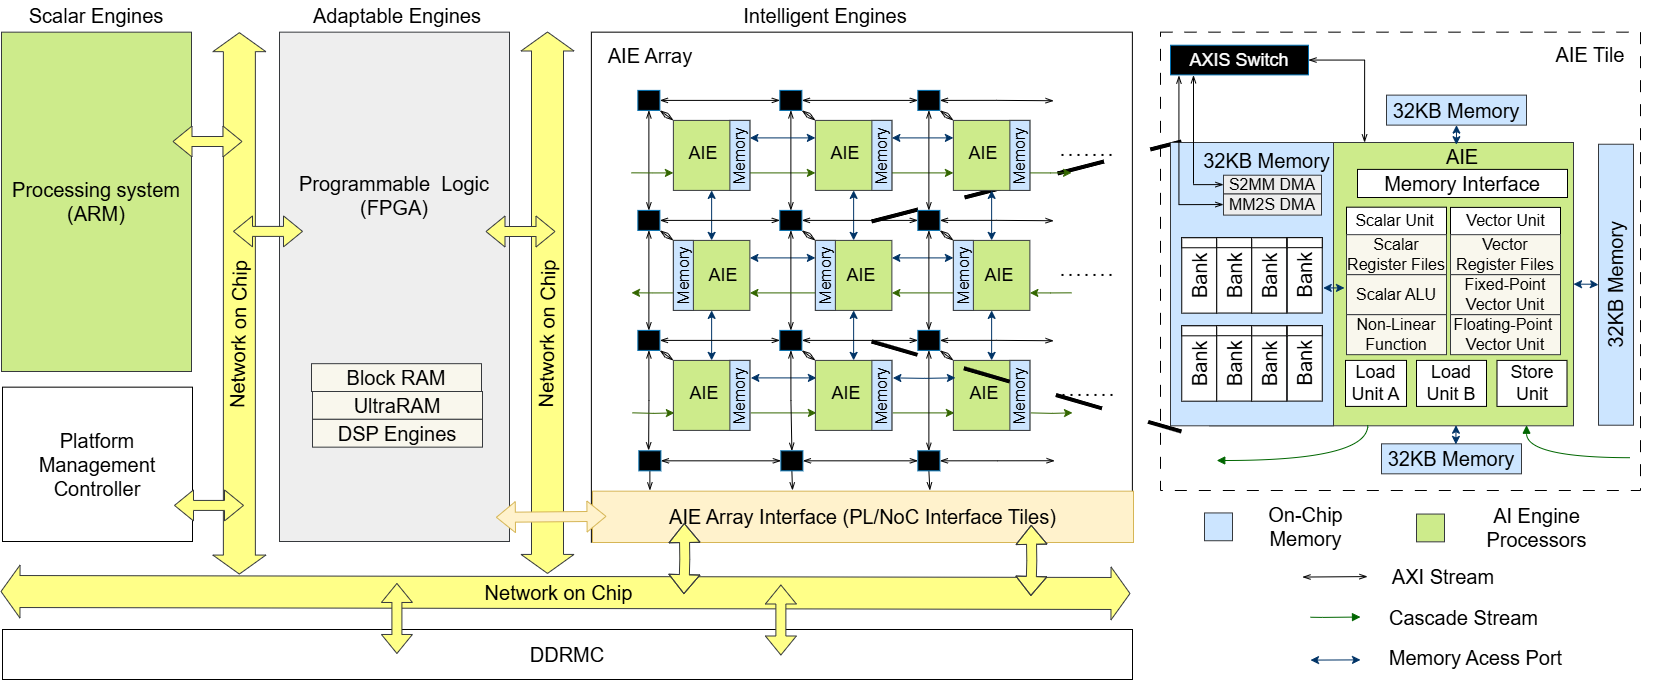 Scalar Engines
Adaptable Engines
Intelligent Engines
Processing system
(ARM)
Platform
Management
Controller
Network on Chip
Programmable Logic
(FPGA)
Block RAM
UltraRAM
DSP Engines
Network on Chip
AIE Array
AIE
Memory
AIE
Memory
AIE
Memory
Memory
AIE
Memory
AIE
Memory
AIE
AIE
Memory
AIE
Memory
AIE
Memory
AIE Array Interface (PL/NoC Interface Tiles)
Network on Chip
DDRMC
AIE Tile
AXIS Switch
32KB Memory
32KB Memory
S2MM DMA
MM2S DMA
Bank
Bank
Bank
Bank
Bank
Bank
Bank
Bank
AIE
Memory Interface
Scalar Unit
Scalar
Register Files
Scalar ALU
Non-Linear
Function
Vector Unit
Vector
Register Files
Fixed-Point
Vector Unit
Floating-Point
Vector Unit
Load
Unit A
Load
Unit B
Store
Unit
32KB Memory
32KB Memory
On-Chip
Memory
AI Engine
Processors
AXI Stream
Cascade Stream
Memory Acess Port